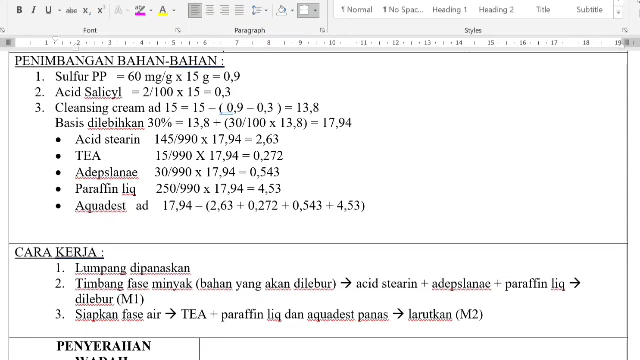 B I U abc X₂ X² A ab A
1 Normal 1 No Spac... Heading 1 Heading 2 Title Subtitle
Font Paragraph Styles
PENIMBANGAN BAHAN-BAHAN :
1. Sulfur PP = 60 mg/g x 15 g = 0,9
2. Acid Salicyl = 2/100 x 15 = 0,3
3. Cleansing cream ad 15 = 15 – ( 0,9 – 0,3 ) = 13,8
Basis dilebihkan 30% = 13,8 + (30/100 x 13,8) = 17,94
• Acid stearin 145/990 x 17,94 = 2,63
• TEA 15/990 X 17,94 = 0,272
• Adepslanae 30/990 x 17,94 = 0,543
• Paraffin liq 250/990 x 17,94 = 4,53
• Aquadest ad 17,94 – (2,63 + 0,272 + 0,543 + 4,53)
CARA KERJA :
1. Lumpang dipanaskan
2. Timbang fase minyak (bahan yang akan dilebur) → acid stearin + adepslanae + paraffin liq →
dilebur (M1)
3. Siapkan fase air → TEA + paraffin liq dan aquadest panas → larutkan (M2)
PENYERAHAN
WADAH